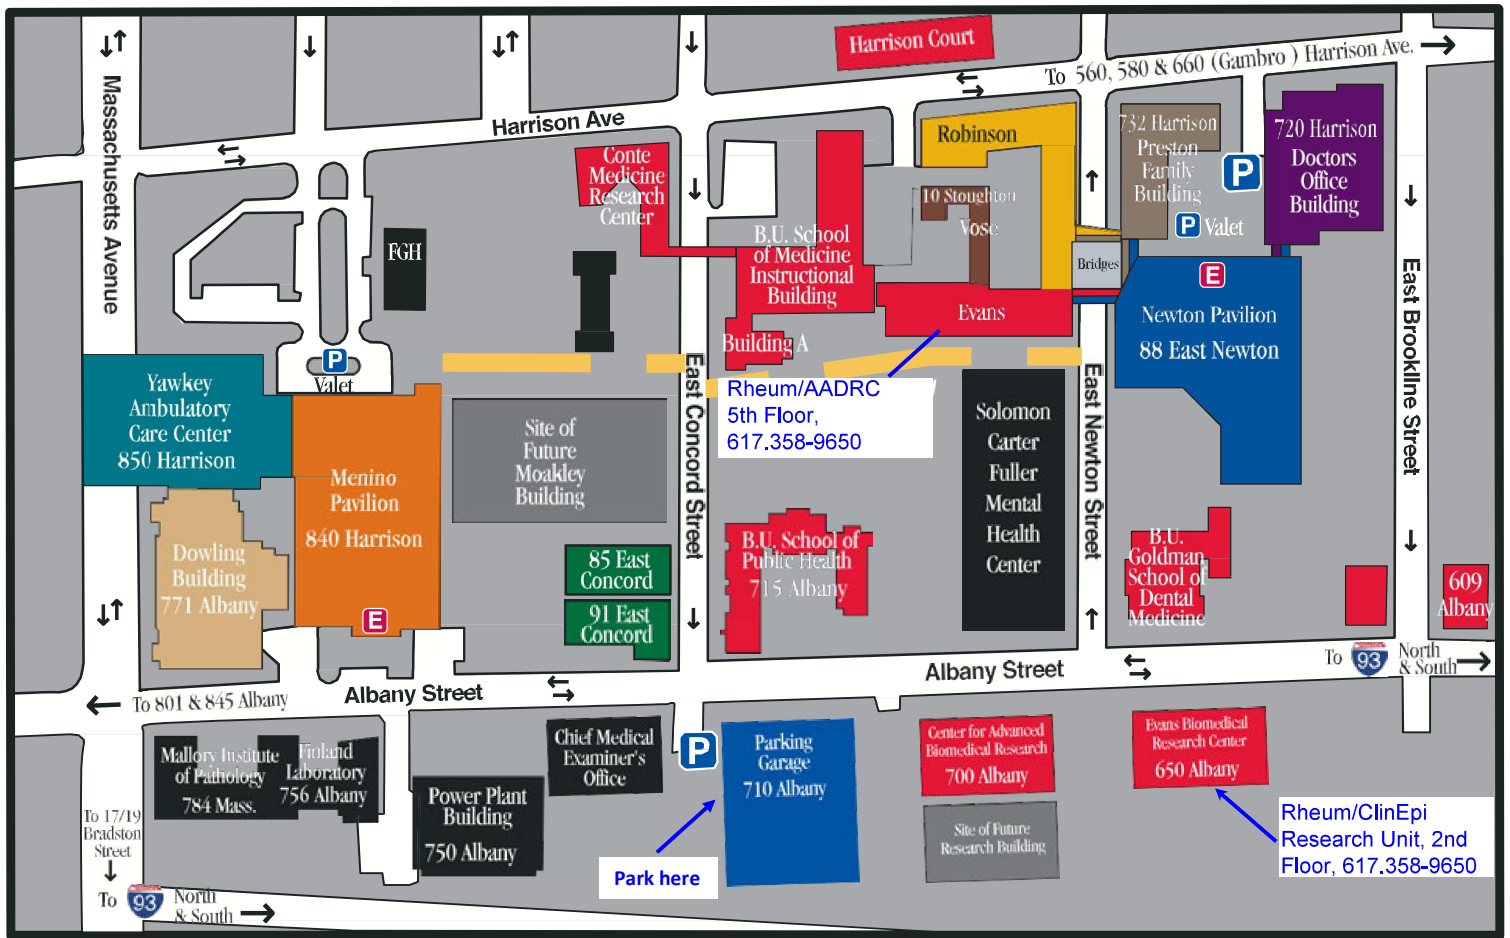 Harrison Court
To 560, 580 & 660 (Gambro ) Harrison Ave.
Massachusetts Avenue
Harrison Ave
Conte
Medicine
Research
Center
Robinson
732 Harrison
Preston
Family
Building
P
P Valet
720 Harrison
Doctors
Office
Building
10 Stoughton
Vose
FGH
B.U. School
of Medicine
Instructional
Building
Bridges
E
Evans
Newton Pavilion
88 East Newton
Building A
East Brookline Street
P
Valet
East Concord Street
East Newton Street
Yawkey
Ambulatory
Care Center
850 Harrison
Rheum/AADRC
5th Floor,
617.358-9650
Solomon
Carter
Fuller
Mental
Health
Center
Site of
Future
Moakley
Building
Menino
Pavilion
840 Harrison
E
Dowling
Building
771 Albany
85 East
Concord
91 East
Concord
B.U. School of
Public Health
715 Albany
B.U.
Goldman
School of
Dental
Medicine
609
Albany
To 93 North
& South
Albany Street
Albany Street
To 801 & 845 Albany
Mallory Institute
of Pathology
784 Mass.
Finland
Laboratory
756 Albany
Chief Medical
Examiner's
Office
P
Parking
Garage
710 Albany
Center for Advanced
Biomedical Research
700 Albany
Evans Biomedical
Research Center
650 Albany
Power Plant
Building
750 Albany
Site of Future
Research Building
Rheum/ClinEpi
Research Unit, 2nd
Floor, 617.358-9650
Park here
To 17/19
Bradston
Street
To 93 North
& South